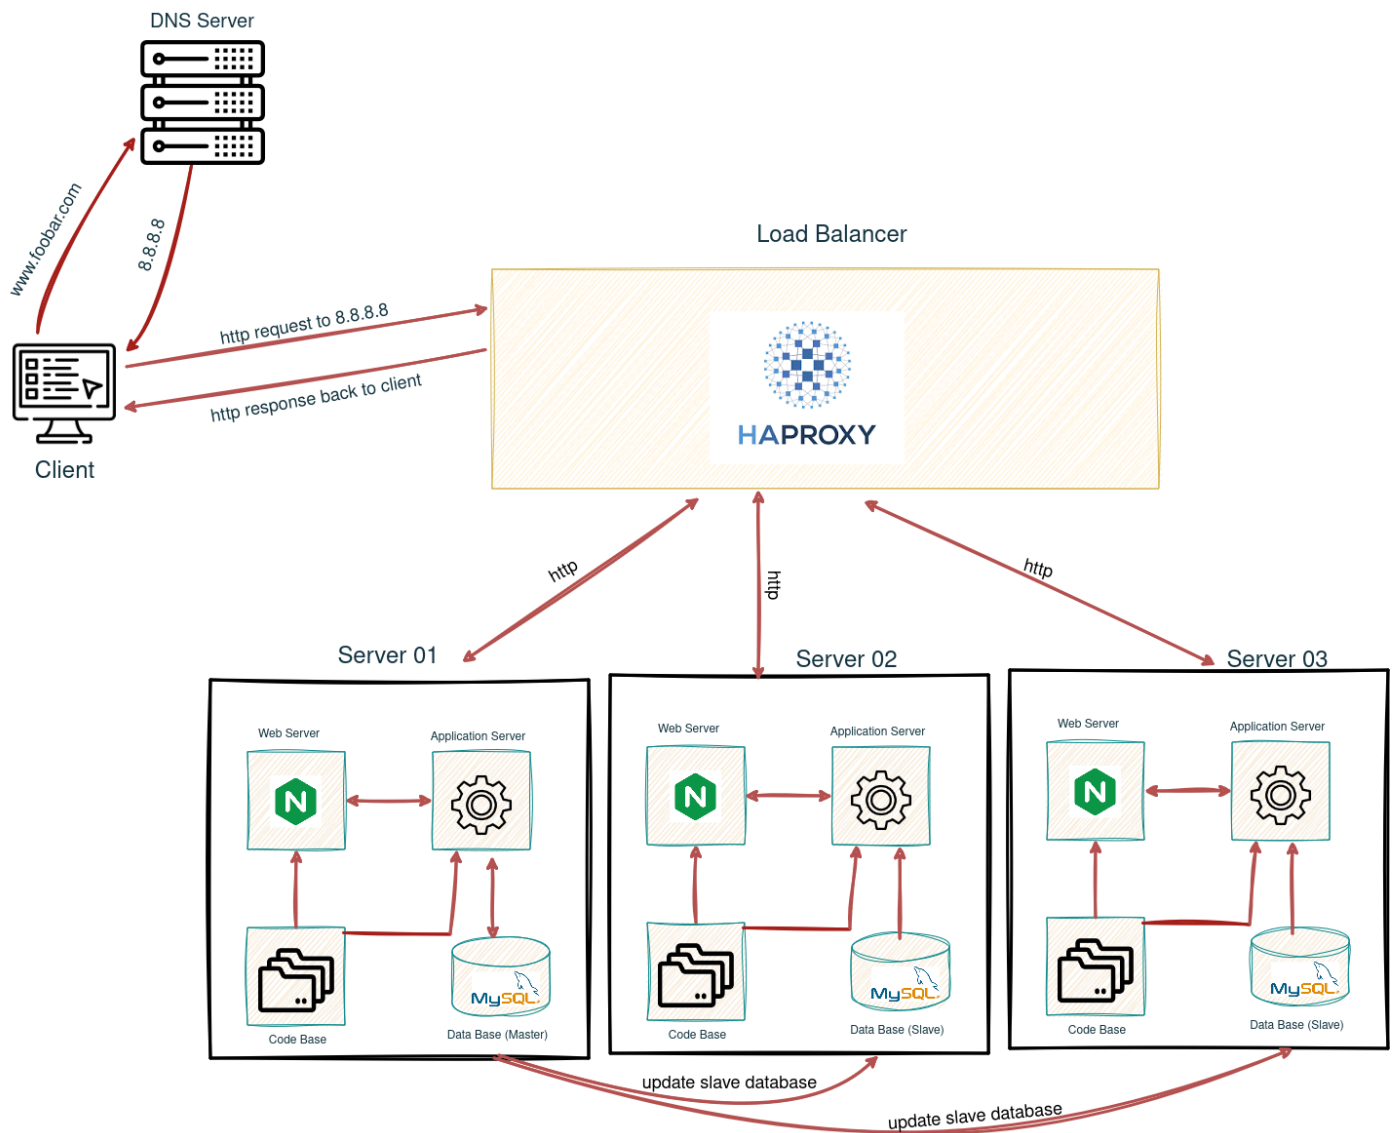 DNS Server
www.foobar.com
8.8.8.8
Load Balancer
http request to 8.8.8.8
http response back to client
HAPROXY
Client
http
http
http
Server 01
Server 02
Server 03
Web Server
Application Server
Web Server
Application Server
Web Server
Application Server
N
N
N
MySQL
MySQL
MySQL
Code Base
Data Base (Master)
Code Base
Data Base (Slave)
Code Base
Data Base (Slave)
update slave database
update slave database